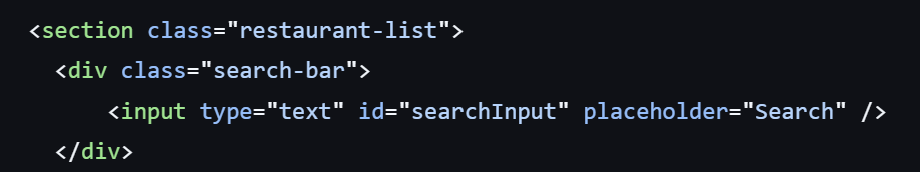 <section class="restaurant-list">
<div class="search-bar">
<input type="text" id="searchInput" placeholder="Search" />
</div>